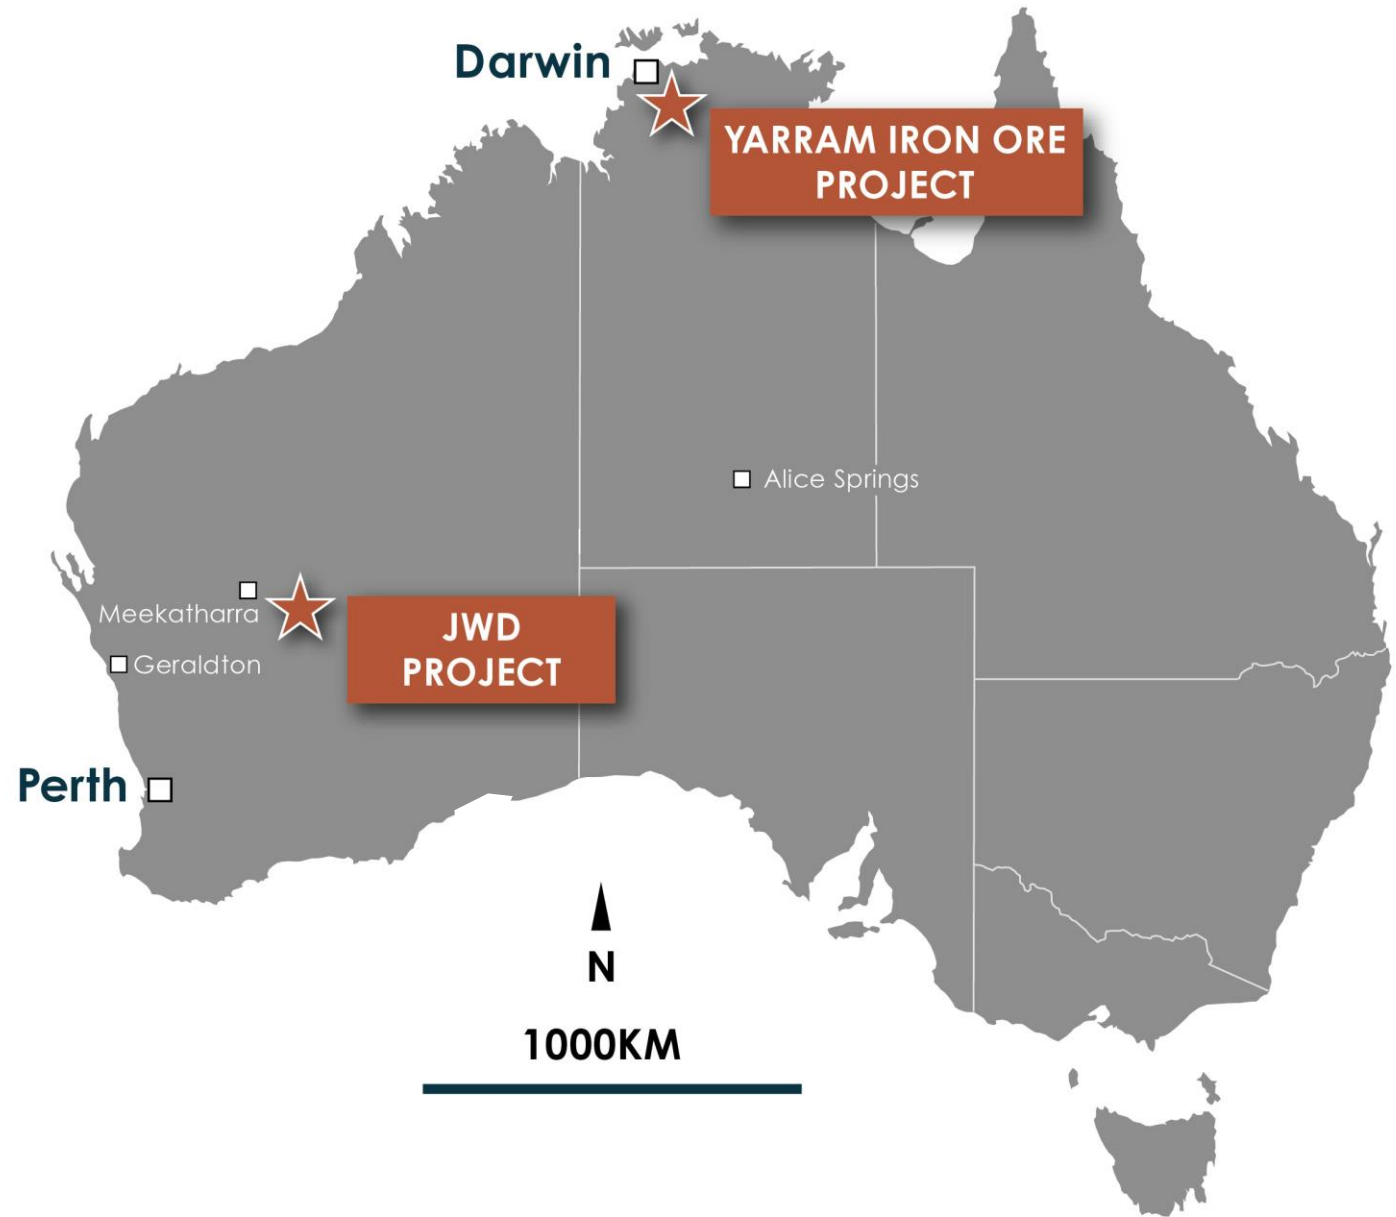 Darwin
YARRAM IRON ORE
PROJECT
Alice Springs
Meekatharra
JWD
PROJECT
Geraldton
Perth
N
1000KM